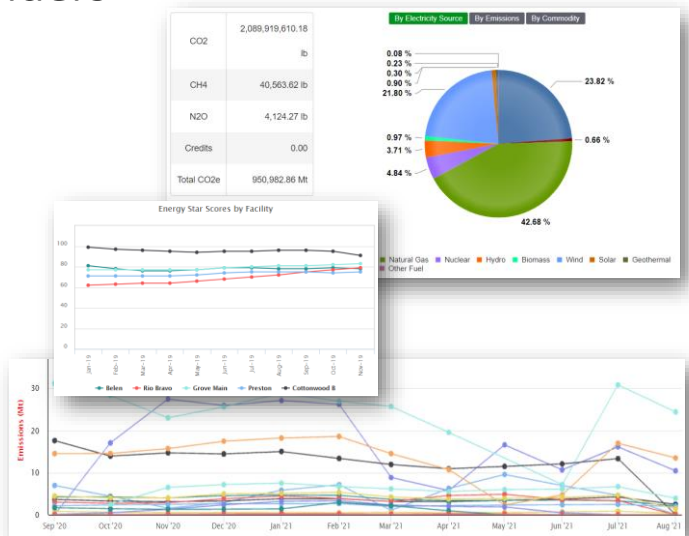 By Electricity Source By Emissions By Commodity
CO2 2,089,919,610.18 lb
CH4 40,563.62 lb
N2O 4,124.27 lb
Credits 0.00
Total CO2e 950,982.86 Mt
0.08 %
0.23 %
0.30 %
0.90 %
21.80 %
0.97 %
3.71 %
4.84 %
23.82 %
0.66 %
42.68 %
Natural Gas Nuclear Hydro Biomass Wind Solar Geothermal
Other Fuel
Energy Star Scores by Facility
100
80
60
40
20
0
Jan-19 Feb-19 Mar-19 Apr-19 May-19 Jun-19 Jul-19 Aug-19 Sep-19 Oct-19 Nov-19
Belen Rio Bravo Grove Main Preston Cottonwood 8
Emissions (Mt)
30
20
10
0
Sep '20 Oct '20 Nov '20 Dec '20 Jan '21 Feb '21 Mar '21 Apr '21 May '21 Jun '21 Jul '21 Aug '21